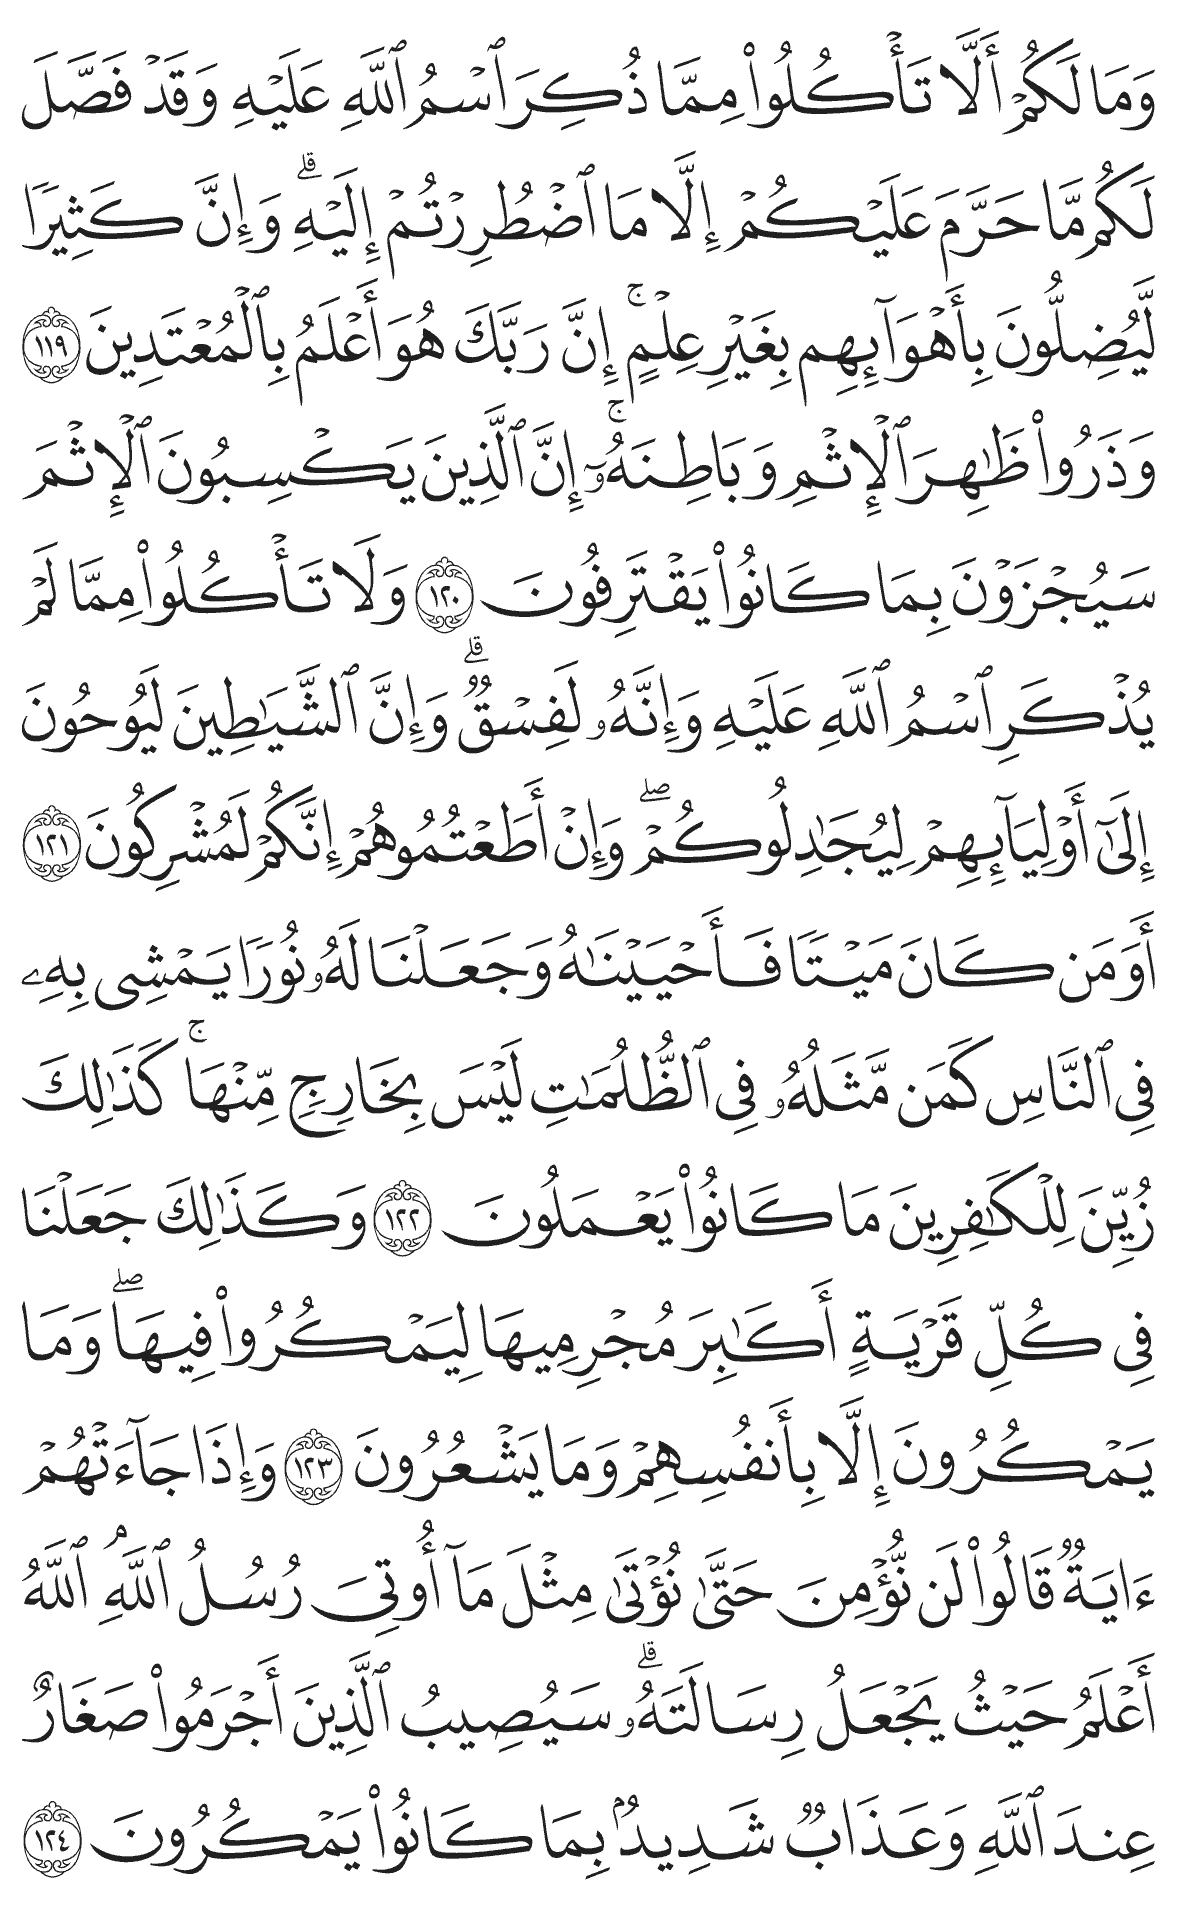 وَمَا لَكُمْ أَلَّا تَأْكُلُوا۟ مِمَّا ذُكِرَ ٱسْمُ ٱللَّهِ عَلَيْهِ وَقَدْ فَصَّلَ
لَكُم مَّا حَرَّمَ عَلَيْكُمْ إِلَّا مَا ٱضْطُرِرْتُمْ إِلَيْهِ ۗ وَإِنَّ كَثِيرًا
لَّيُضِلُّونَ بِأَهْوَآئِهِم بِغَيْرِ عِلْمٍ ۚ إِنَّ رَبَّكَ هُوَ أَعْلَمُ بِٱلْمُعْتَدِينَ ١١٩
وَذَرُوا۟ ظَٰهِرَ ٱلْإِثْمِ وَبَاطِنَهُۥٓ ۚ إِنَّ ٱلَّذِينَ يَكْسِبُونَ ٱلْإِثْمَ
سَيُجْزَوْنَ بِمَا كَانُوا۟ يَقْتَرِفُونَ ١٢٠ وَلَا تَأْكُلُوا۟ مِمَّا لَمْ
يُذْكَرِ ٱسْمُ ٱللَّهِ عَلَيْهِ وَإِنَّهُۥ لَفِسْقٌ ۗ وَإِنَّ ٱلشَّيَٰطِينَ لَيُوحُونَ
إِلَىٰٓ أَوْلِيَآئِهِمْ لِيُجَٰدِلُوكُمْ ۖ وَإِنْ أَطَعْتُمُوهُمْ إِنَّكُمْ لَمُشْرِكُونَ ١٢١
أَوَمَن كَانَ مَيْتًا فَأَحْيَيْنَٰهُ وَجَعَلْنَا لَهُۥ نُورًا يَمْشِى بِهِۦ
فِى ٱلنَّاسِ كَمَن مَّثَلُهُۥ فِى ٱلظُّلُمَٰتِ لَيْسَ بِخَارِجٍ مِّنْهَا ۚ كَذَٰلِكَ
زُيِّنَ لِلْكَٰفِرِينَ مَا كَانُوا۟ يَعْمَلُونَ ١٢٢ وَكَذَٰلِكَ جَعَلْنَا
فِى كُلِّ قَرْيَةٍ أَكَٰبِرَ مُجْرِمِيهَا لِيَمْكُرُوا۟ فِيهَا ۖ وَمَا
يَمْكُرُونَ إِلَّا بِأَنفُسِهِمْ وَمَا يَشْعُرُونَ ١٢٣ وَإِذَا جَآءَتْهُمْ
ءَايَةٌ قَالُوا۟ لَن نُّؤْمِنَ حَتَّىٰ نُؤْتَىٰ مِثْلَ مَآ أُوتِىَ رُسُلُ ٱللَّهِ ۘ ٱللَّهُ
أَعْلَمُ حَيْثُ يَجْعَلُ رِسَالَتَهُۥ ۗ سَيُصِيبُ ٱلَّذِينَ أَجْرَمُوا۟ صَغَارٌ
عِندَ ٱللَّهِ وَعَذَابٌ شَدِيدٌۢ بِمَا كَانُوا۟ يَمْكُرُونَ ١٢٤